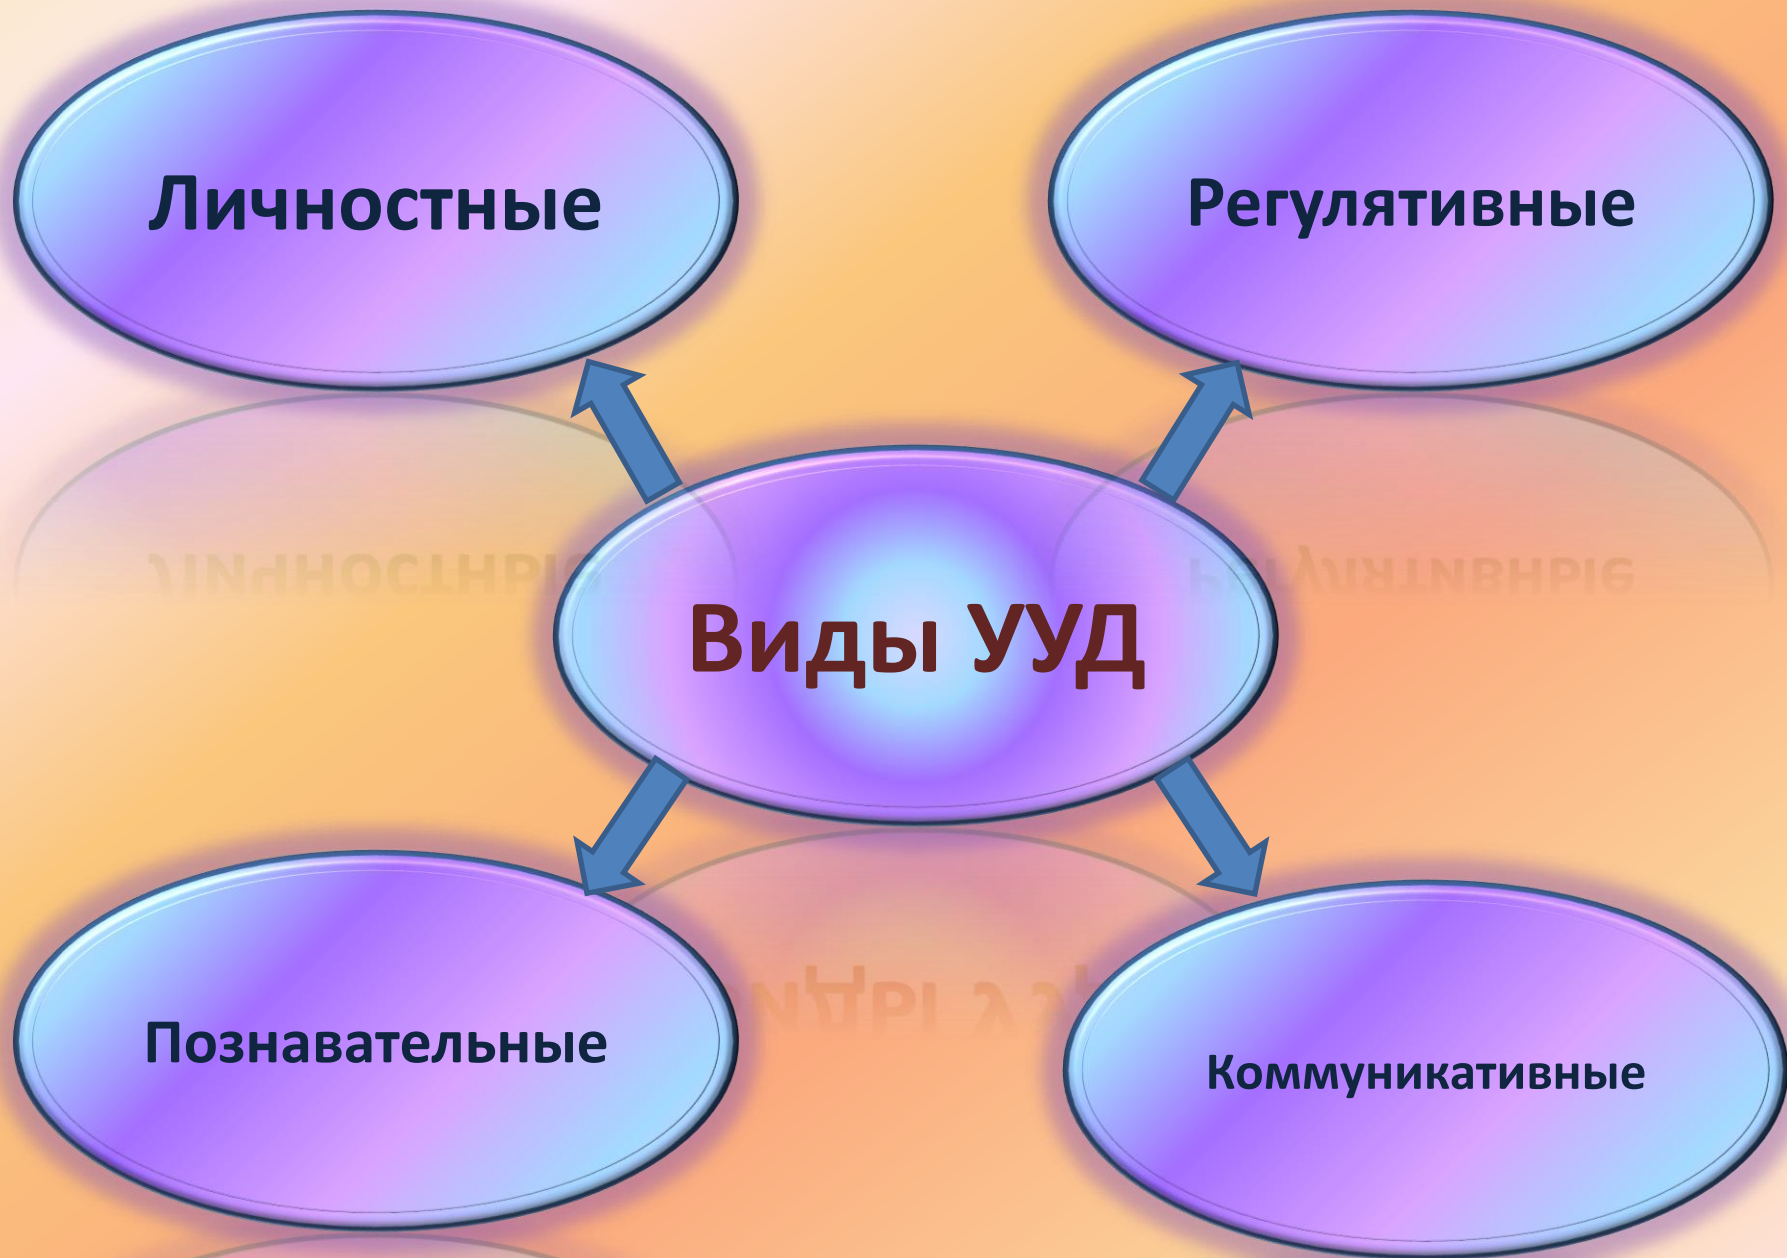 Личностные
Регулятивные
Виды УУД
Познавательные
Коммуникативные